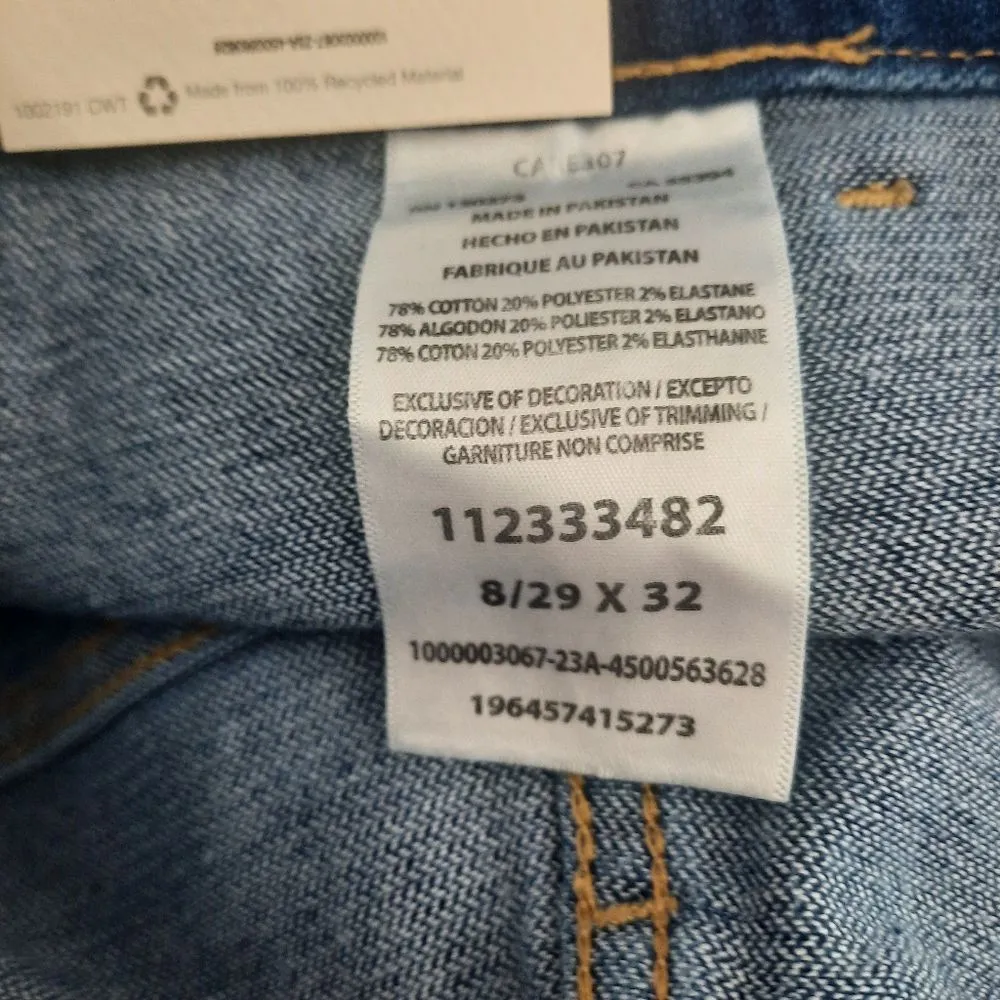 1002191 CWT Made from 100% Recycled Material
MADE IN PAKISTAN
HECHO EN PAKISTAN
FABRIQUE AU PAKISTAN
78% COTTON 20% POLYESTER 2% ELASTANE
78% ALGODON 20% POLIESTER 2% ELASTANO
78% COTON 20% POLYESTER 2% ELASTHANNE
EXCLUSIVE OF DECORATION / EXCEPTO
DECORACION / EXCLUSIVE OF TRIMMING /
GARNITURE NON COMPRISE
112333482
8/29 X 32
1000003067-23A-4500563628
196457415273